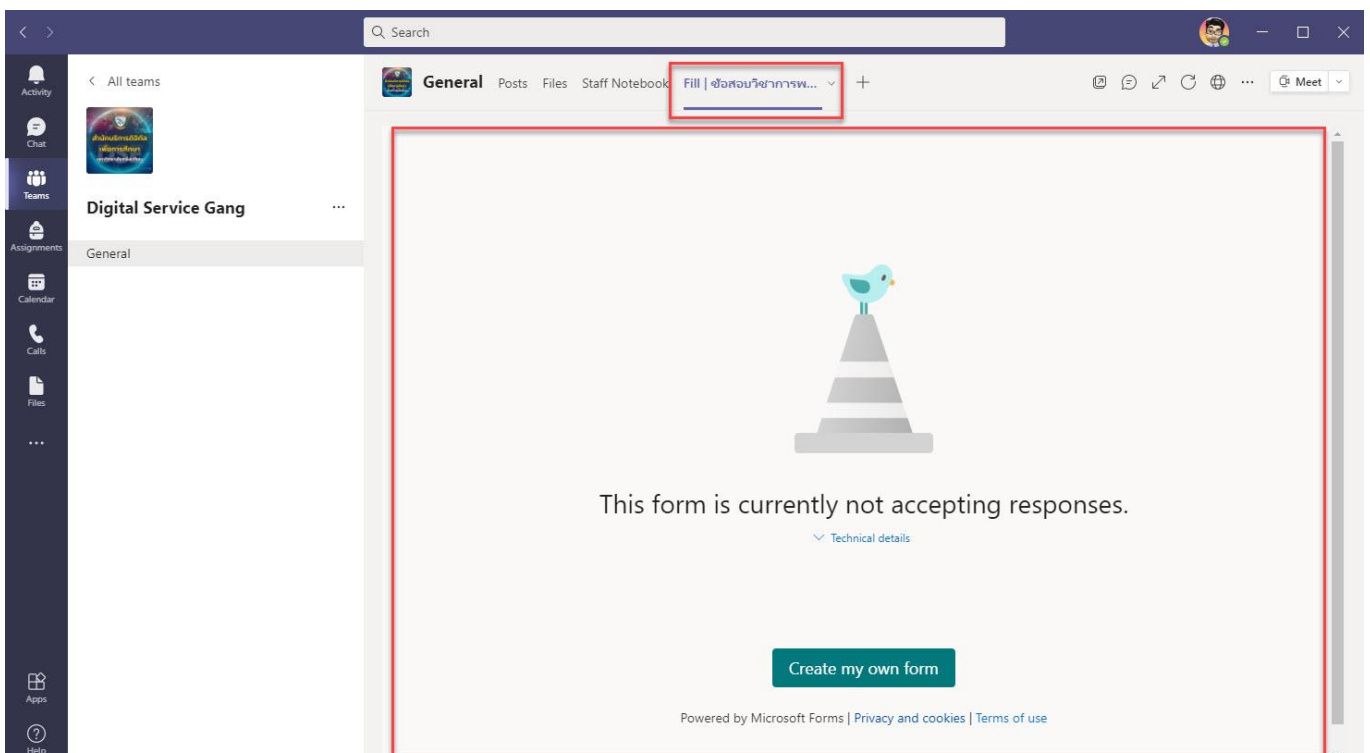 Search
Activity
Chat
Teams
Assignments
Calendar
Calls
Files
Apps
Help
All teams
Digital Service Gang
General
General Posts Files Staff Notebook Fill | ข้อสอบวิชาการพ... Meet
This form is currently not accepting responses.
Technical details
Create my own form
Powered by Microsoft Forms | Privacy and cookies | Terms of use